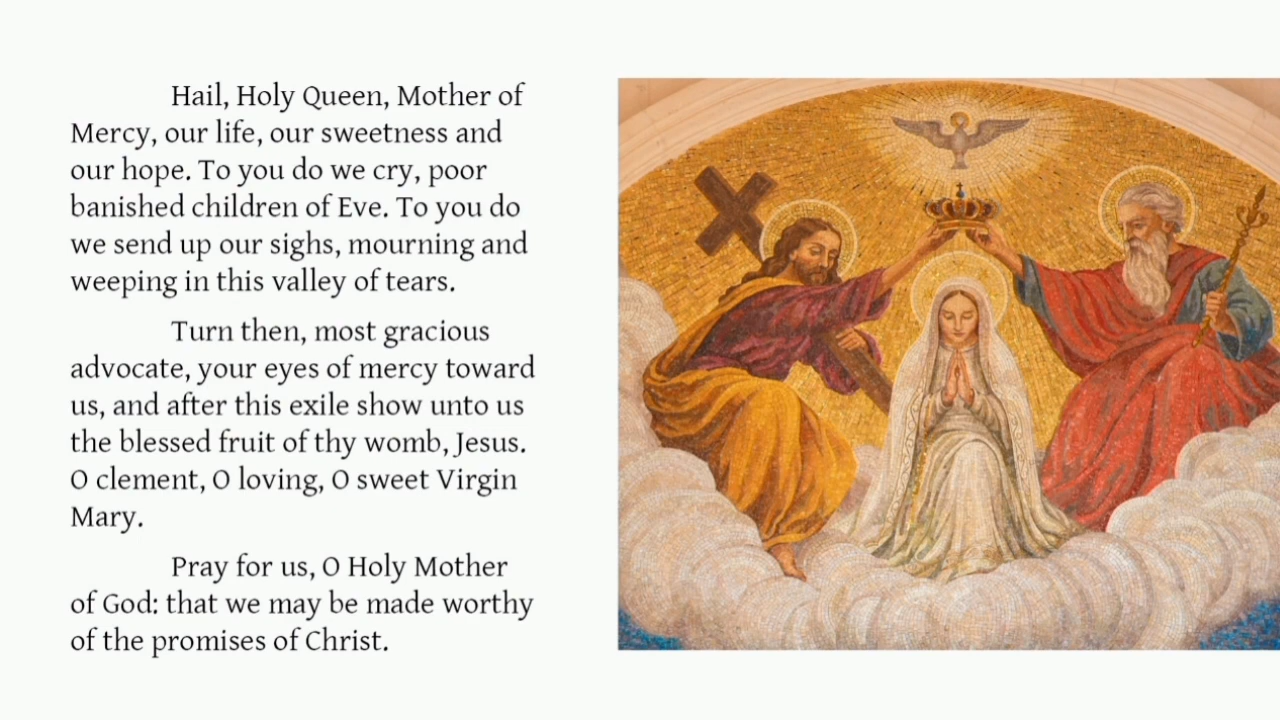 Hail, Holy Queen, Mother of
Mercy, our life, our sweetness and
our hope. To you do we cry, poor
banished children of Eve. To you do
we send up our sighs, mourning and
weeping in this valley of tears.
Turn then, most gracious
advocate, your eyes of mercy toward
us, and after this exile show unto us
the blessed fruit of thy womb, Jesus.
O clement, O loving, O sweet Virgin
Mary.
Pray for us, O Holy Mother
of God: that we may be made worthy
of the promises of Christ.